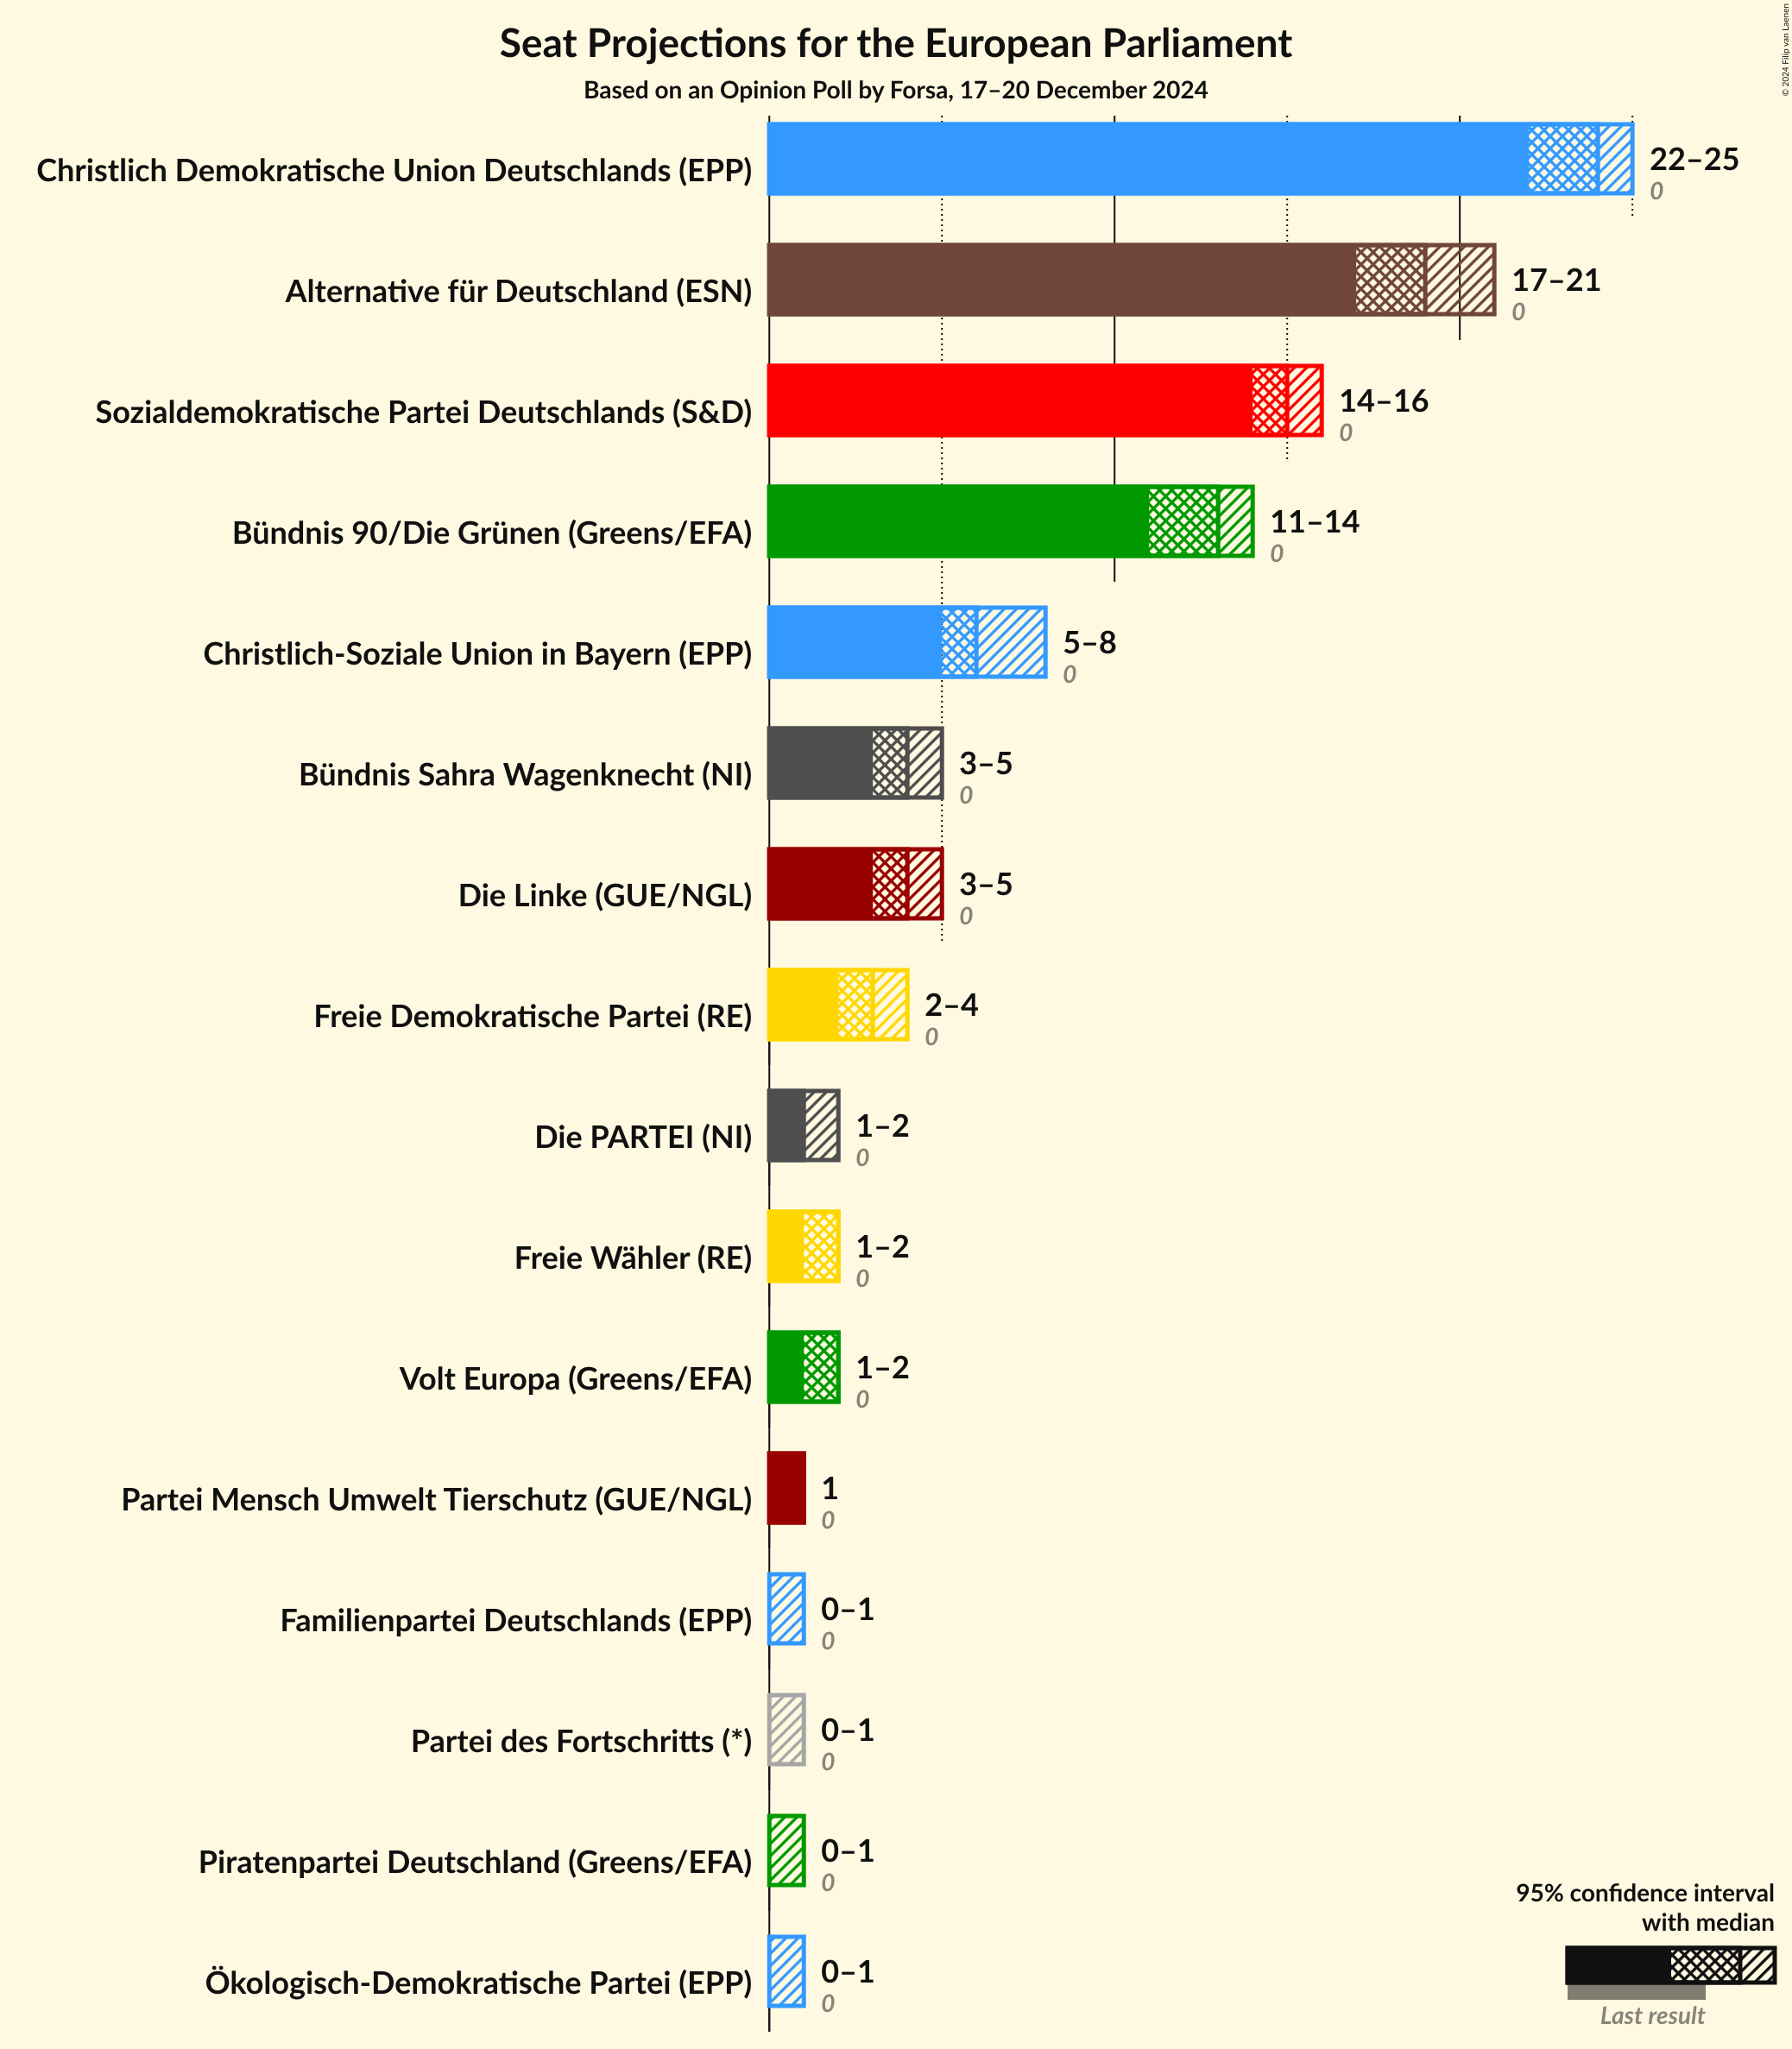 Seat Projections for the European Parliament
Based on an Opinion Poll by Forsa, 17–20 December 2024
© 2024 Filip van Laenen
Christlich Demokratische Union Deutschlands (EPP)
22–25
0
Alternative für Deutschland (ESN)
17–21
0
Sozialdemokratische Partei Deutschlands (S&D)
14–16
0
Bündnis 90/Die Grünen (Greens/EFA)
11–14
0
Christlich-Soziale Union in Bayern (EPP)
5–8
0
Bündnis Sahra Wagenknecht (NI)
3–5
0
Die Linke (GUE/NGL)
3–5
0
Freie Demokratische Partei (RE)
2–4
0
Die PARTEI (NI)
1–2
0
Freie Wähler (RE)
1–2
0
Volt Europa (Greens/EFA)
1–2
0
Partei Mensch Umwelt Tierschutz (GUE/NGL)
1
0
Familienpartei Deutschlands (EPP)
0–1
0
Partei des Fortschritts (*)
0–1
0
Piratenpartei Deutschland (Greens/EFA)
0–1
0
Ökologisch-Demokratische Partei (EPP)
0–1
0
95% confidence interval
with median
Last result